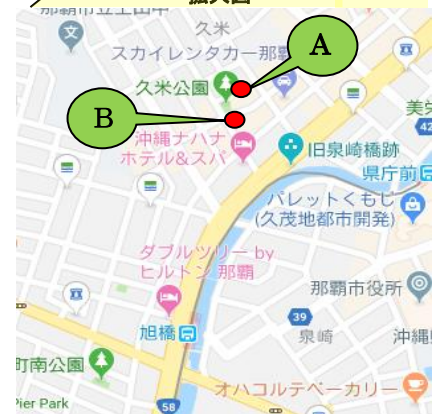 拡大図
那覇市立上山中
久米
スカイレンタカー那覇
A
久米公園
B
美栄
42
沖縄ナハナ
ホテル&スパ
旧泉崎橋跡
県庁前
パレットくもじ
(久茂地都市開発)
ダブルツリー by
ヒルトン 那覇
那覇市役所
39
旭橋
泉崎
沖縄
町南公園
オハコルテベーカリー
Pier Park
58